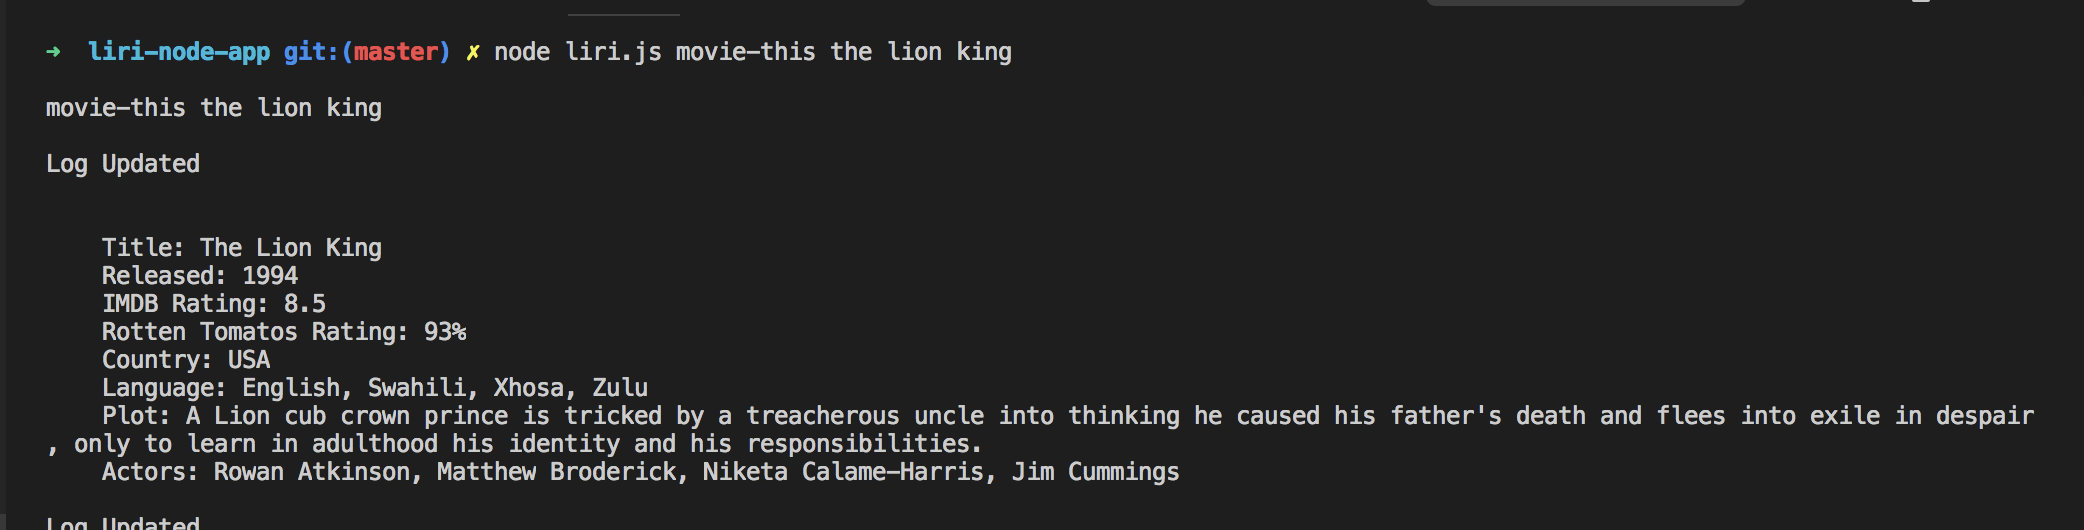 ➜ liri-node-app git:(master) ✗ node liri.js movie-this the lion king
movie-this the lion king
Log Updated
Title: The Lion King
Released: 1994
IMDB Rating: 8.5
Rotten Tomatos Rating: 93%
Country: USA
Language: English, Swahili, Xhosa, Zulu
Plot: A Lion cub crown prince is tricked by a treacherous uncle into thinking he caused his father's death and flees into exile in despair
, only to learn in adulthood his identity and his responsibilities.
Actors: Rowan Atkinson, Matthew Broderick, Niketa Calame-Harris, Jim Cummings
Log Updated